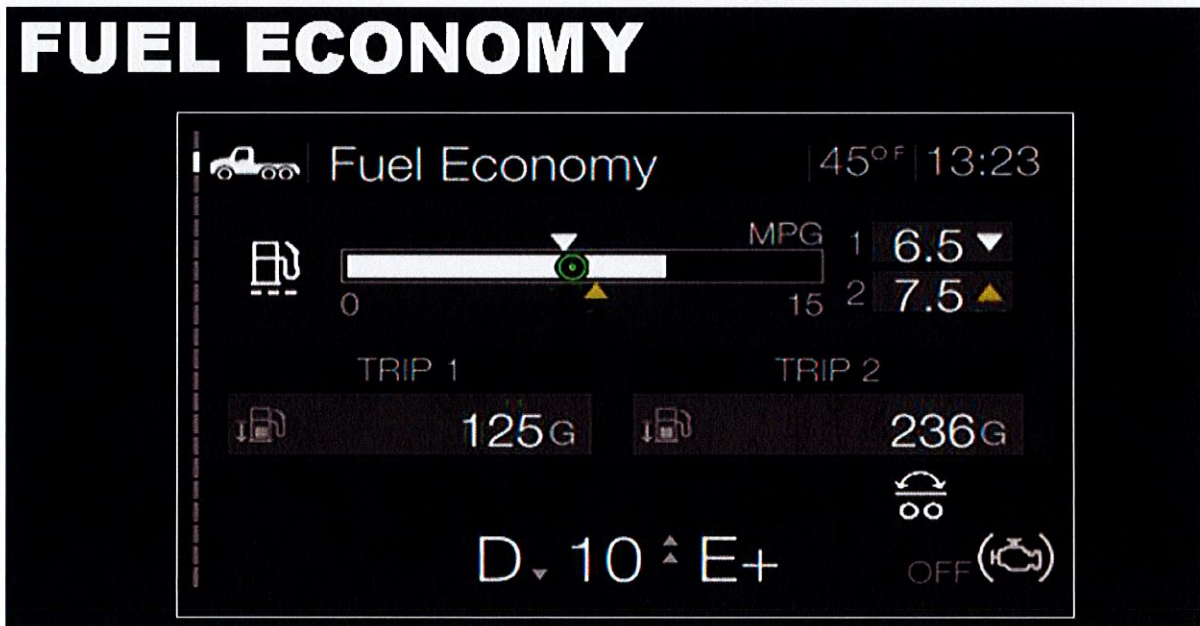 FUEL ECONOMY
Fuel Economy 45°F 13:23
MPG 1 6.5
0 15 2 7.5
TRIP 1 TRIP 2
125G 236G
D 10 E+ OFF